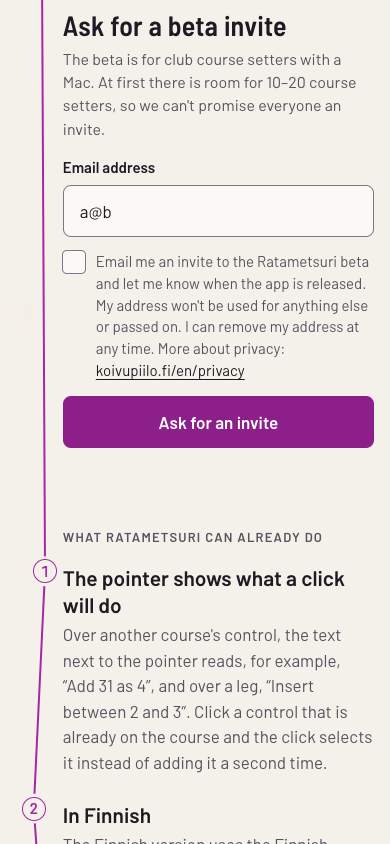 Ask for a beta invite
The beta is for club course setters with a
Mac. At first there is room for 10–20 course
setters, so we can't promise everyone an
invite.
Email address
a@b
Email me an invite to the Ratametsuri beta
and let me know when the app is released.
My address won't be used for anything else
or passed on. I can remove my address at
any time. More about privacy:
koivupiilo.fi/en/privacy
Ask for an invite
WHAT RATAMETSURI CAN ALREADY DO
1
The pointer shows what a click
will do
Over another course's control, the text
next to the pointer reads, for example,
“Add 31 as 4”, and over a leg, “Insert
between 2 and 3”. Click a control that is
already on the course and the click selects
it instead of adding it a second time.
2
In Finnish
The Finnish version uses the Finnish